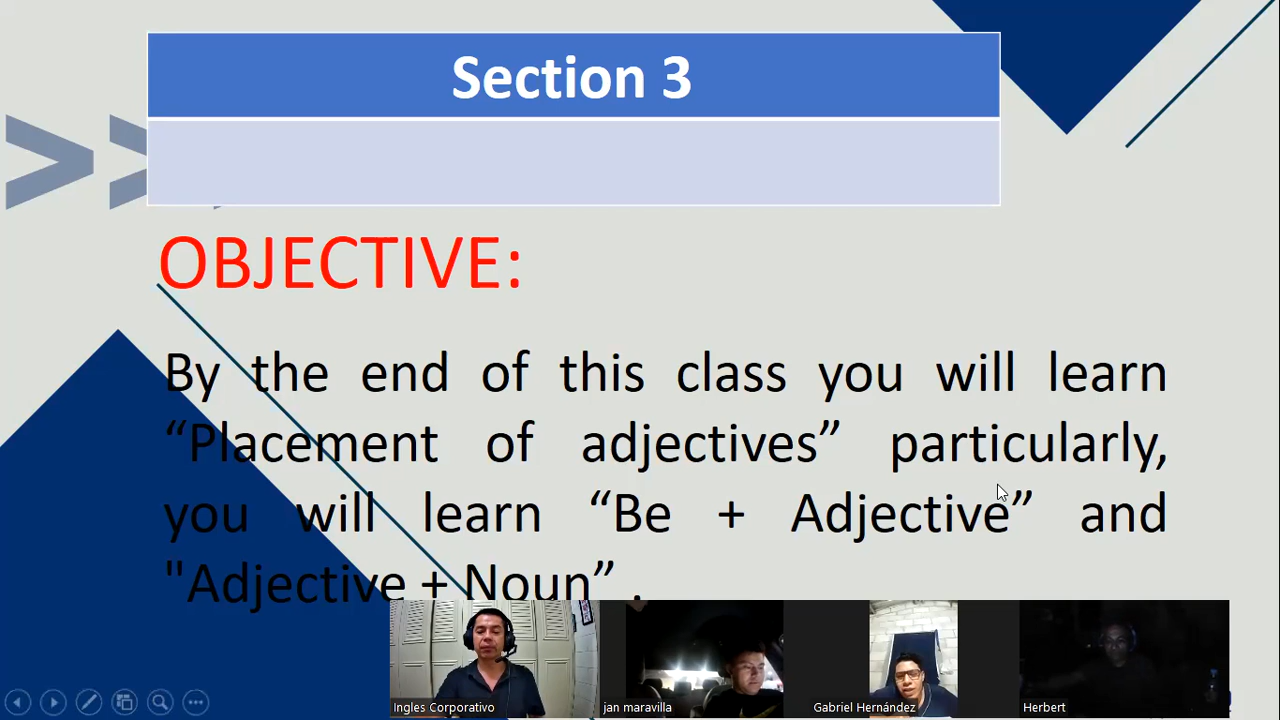 Section 3
OBJECTIVE:
By the end of this class you will learn
“Placement of adjectives” particularly,
you will learn “Be + Adjective” and
"Adjective + Noun” .
Ingles Corporativo
jan maravilla
Gabriel Hernández
Herbert